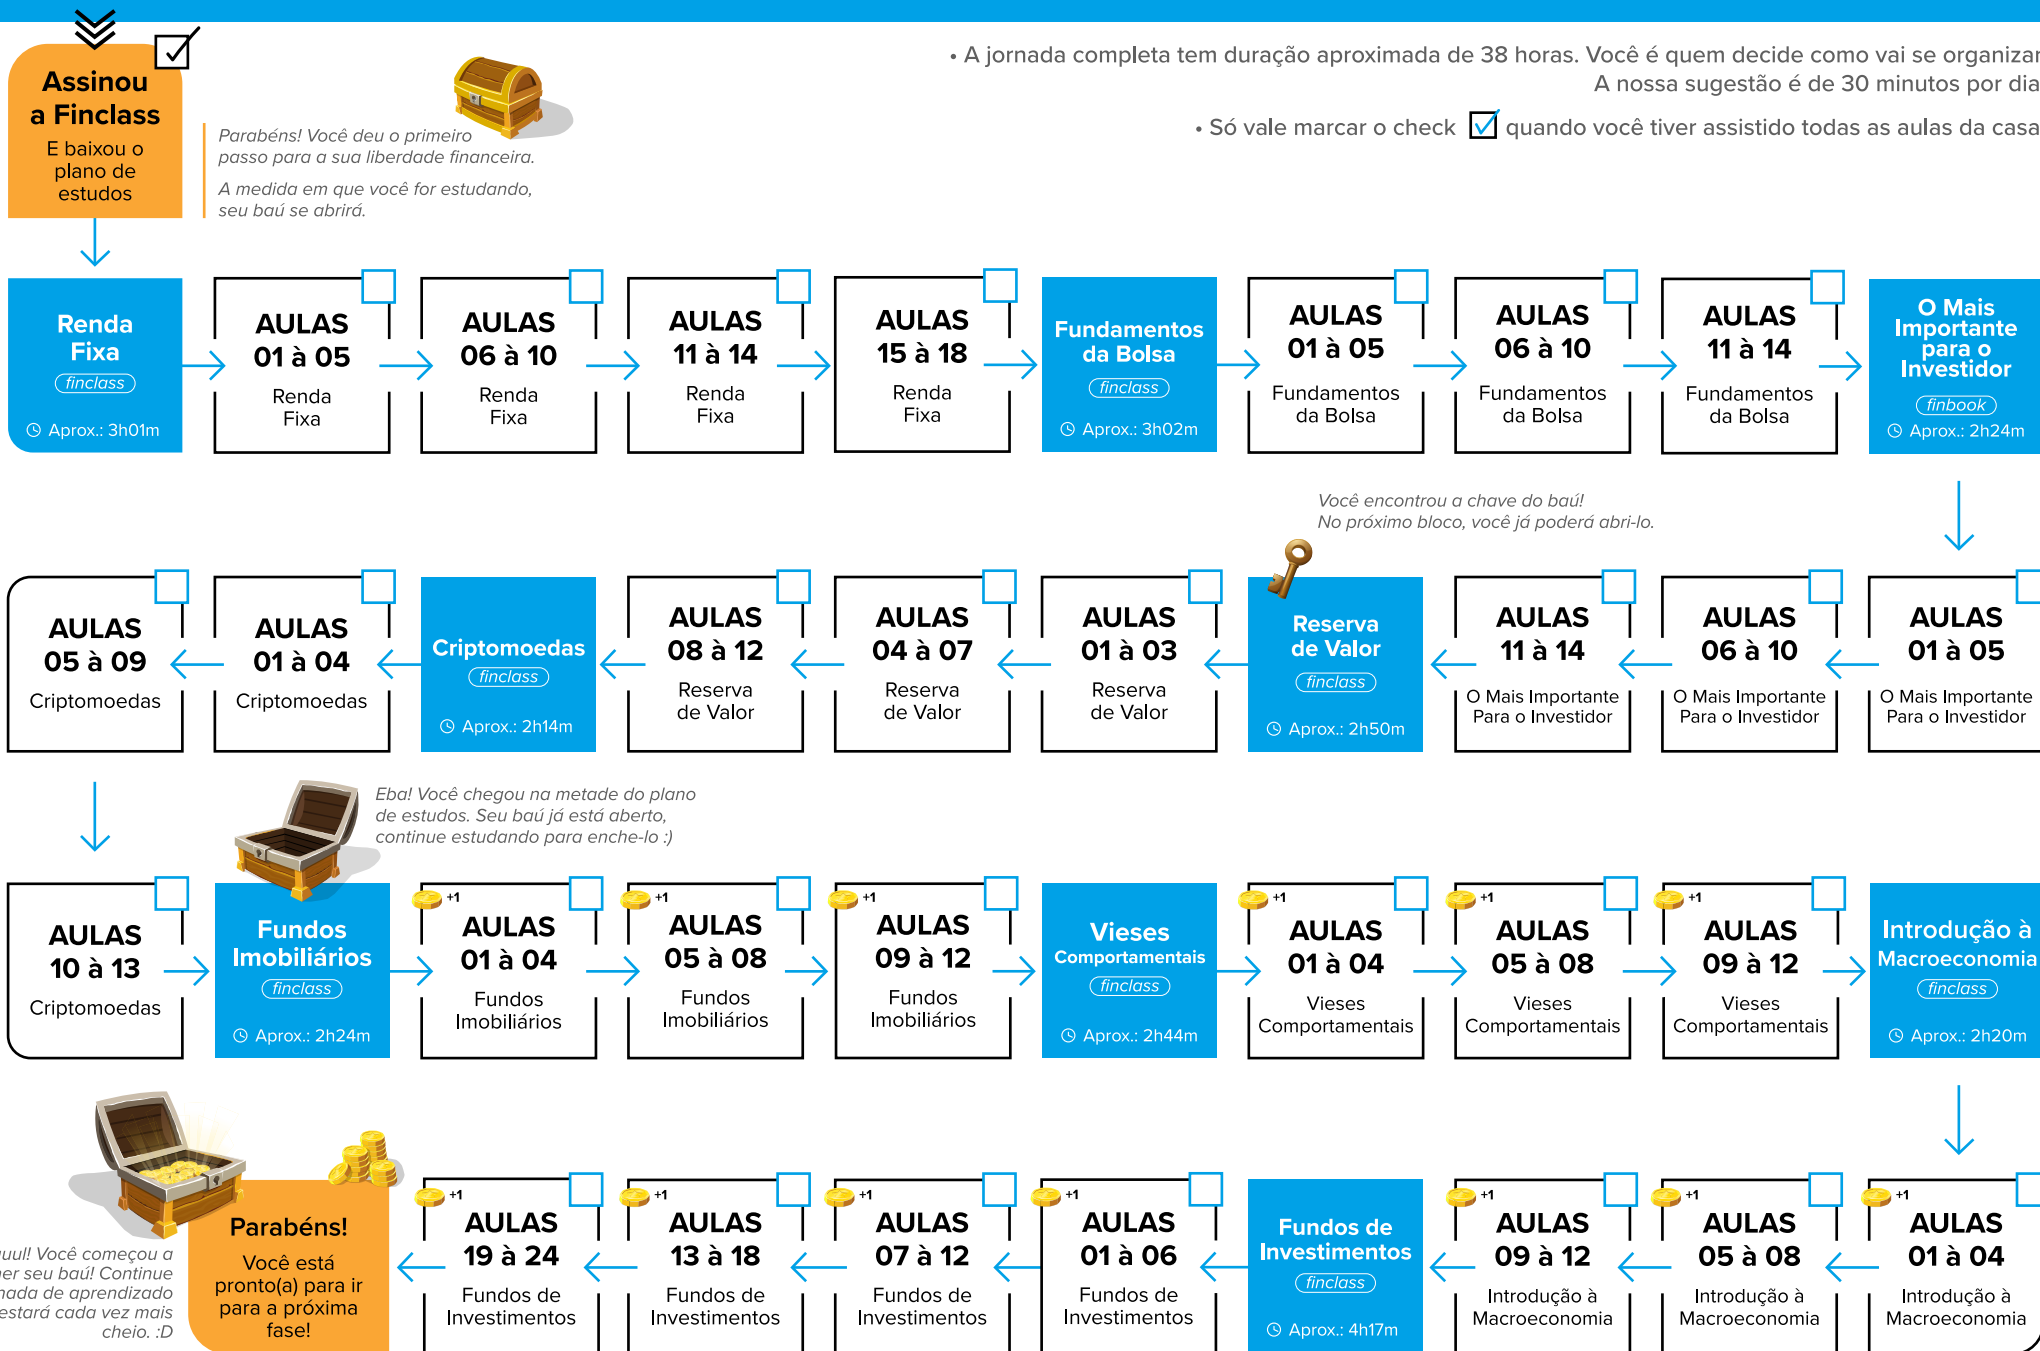 Assinou
a Finclass
E baixou o
plano de
estudos
Parabéns! Você deu o primeiro
passo para a sua liberdade financeira.
A medida em que você for estudando,
seu baú se abrirá.
• A jornada completa tem duração aproximada de 38 horas. Você é quem decide como vai se organizar
A nossa sugestão é de 30 minutos por dia
• Só vale marcar o check quando você tiver assistido todas as aulas da casa
Renda
Fixa
finclass
Aprox.: 3h01m
AULAS
01 à 05
Renda
Fixa
AULAS
06 à 10
Renda
Fixa
AULAS
11 à 14
Renda
Fixa
AULAS
15 à 18
Renda
Fixa
Fundamentos
da Bolsa
finclass
Aprox.: 3h02m
AULAS
01 à 05
Fundamentos
da Bolsa
AULAS
06 à 10
Fundamentos
da Bolsa
AULAS
11 à 14
Fundamentos
da Bolsa
O Mais
Importante
para o
Investidor
finbook
Aprox.: 2h24m
Você encontrou a chave do baú!
No próximo bloco, você já poderá abri-lo.
AULAS
01 à 05
O Mais Importante
Para o Investidor
AULAS
06 à 10
O Mais Importante
Para o Investidor
AULAS
11 à 14
O Mais Importante
Para o Investidor
Reserva
de Valor
finclass
Aprox.: 2h50m
AULAS
01 à 03
Reserva
de Valor
AULAS
04 à 07
Reserva
de Valor
AULAS
08 à 12
Reserva
de Valor
Criptomoedas
finclass
Aprox.: 2h14m
AULAS
01 à 04
Criptomoedas
AULAS
05 à 09
Criptomoedas
Eba! Você chegou na metade do plano
de estudos. Seu baú já está aberto,
continue estudando para enche-lo :)
AULAS
10 à 13
Criptomoedas
Fundos
Imobiliários
finclass
Aprox.: 2h24m
+1
AULAS
01 à 04
Fundos
Imobiliários
+1
AULAS
05 à 08
Fundos
Imobiliários
+1
AULAS
09 à 12
Fundos
Imobiliários
Vieses
Comportamentais
finclass
Aprox.: 2h44m
+1
AULAS
01 à 04
Vieses
Comportamentais
+1
AULAS
05 à 08
Vieses
Comportamentais
+1
AULAS
09 à 12
Vieses
Comportamentais
Introdução à
Macroeconomia
finclass
Aprox.: 2h20m
+1
AULAS
01 à 04
Introdução à
Macroeconomia
+1
AULAS
05 à 08
Introdução à
Macroeconomia
+1
AULAS
09 à 12
Introdução à
Macroeconomia
Fundos de
Investimentos
finclass
Aprox.: 4h17m
+1
AULAS
01 à 06
Fundos de
Investimentos
+1
AULAS
07 à 12
Fundos de
Investimentos
+1
AULAS
13 à 18
Fundos de
Investimentos
+1
AULAS
19 à 24
Fundos de
Investimentos
Parabéns!
Você está
pronto(a) para ir
para a próxima
fase!
Você começou a
seu baú! Continue
de aprendizado
estará cada vez mais
cheio. :D